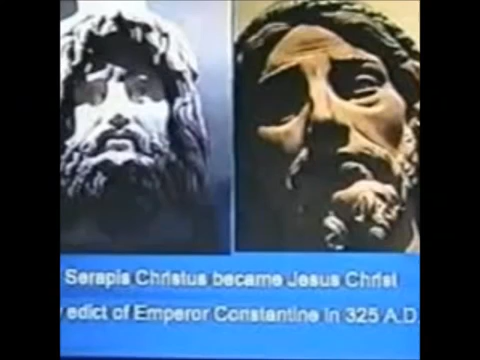 Serapis Christus became Jesus Christ
edict of Emperor Constantine in 325 A.D.